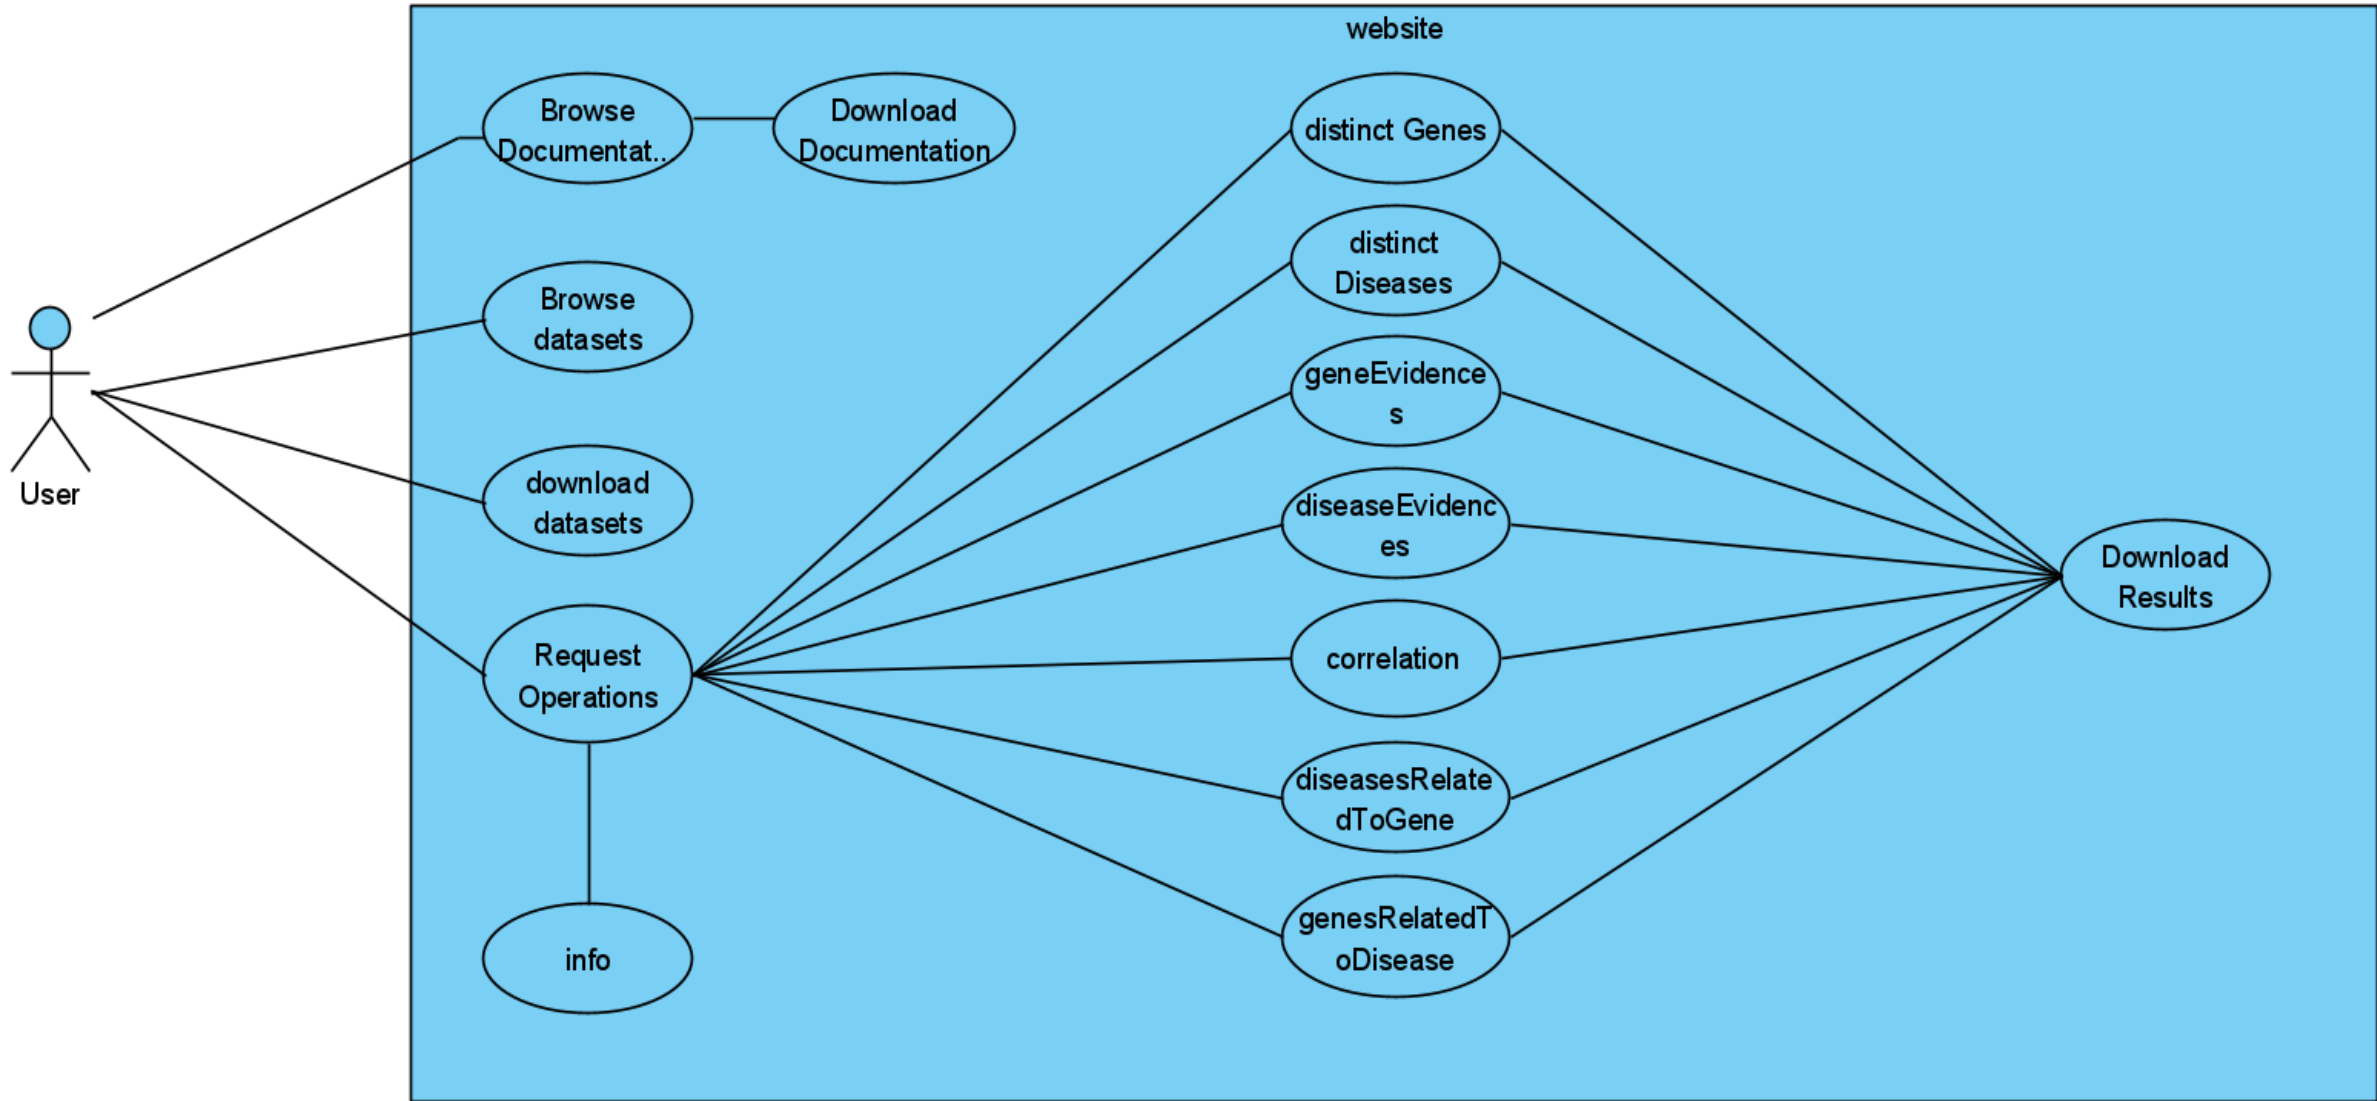 website
Browse
Documentat..
Download
Documentation
distinct Genes
distinct
Diseases
Browse
datasets
geneEvidence
s
User
download
datasets
diseaseEvidenc
es
Download
Results
Request
Operations
correlation
diseasesRelate
dToGene
genesRelatedT
oDisease
info